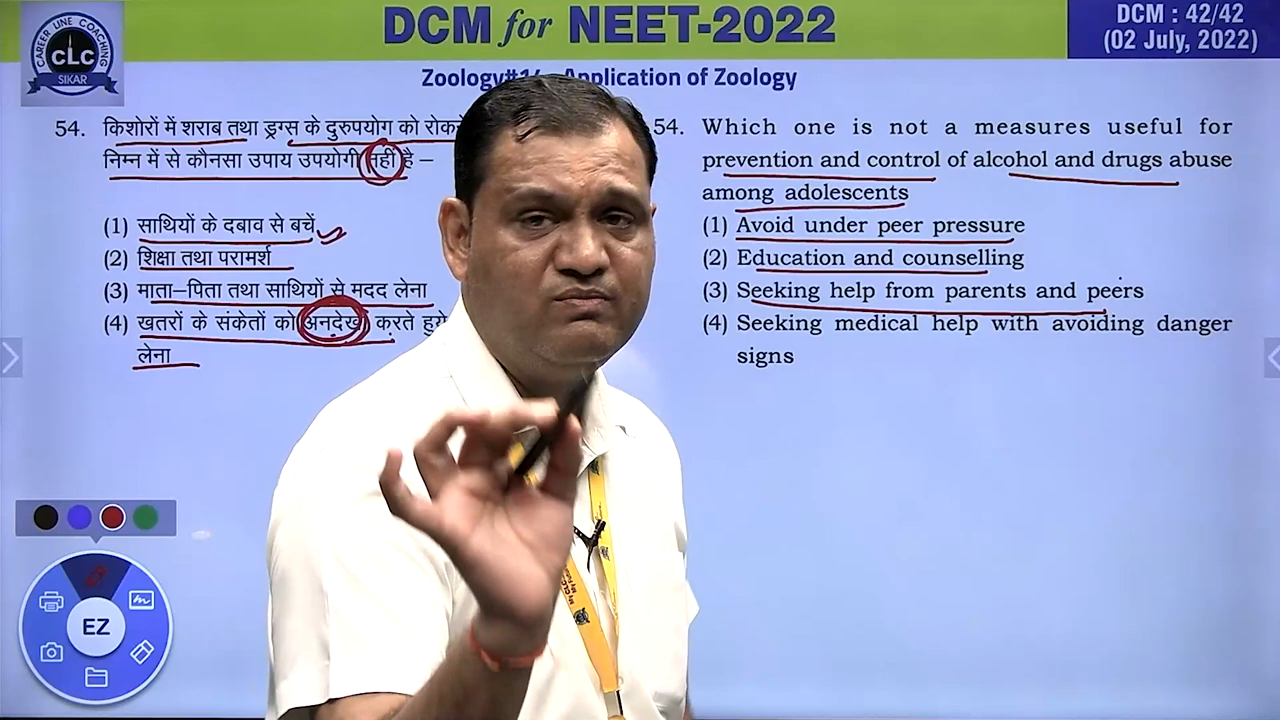 CAREER LINE COACHING
CLC
SIKAR
DCM for NEET-2022
DCM : 42/42
(02 July, 2022)
Application of Zoology
54. किशोरों में शराब तथा ड्रग्स के दुरुपयोग को
निम्न में से कौनसा उपाय उपयोगी नहीं है –
(1) साथियों के दबाव से बचें
(2) शिक्षा तथा परामर्श
(3) माता–पिता तथा साथियों से मदद लेना
(4) खतरों के संकेतों को अनदेखा करते हुये
लेना
54. Which one is not a measures useful for
prevention and control of alcohol and drugs abuse
among adolescents
(1) Avoid under peer pressure
(2) Education and counselling
(3) Seeking help from parents and peers
(4) Seeking medical help with avoiding danger
signs
EZ